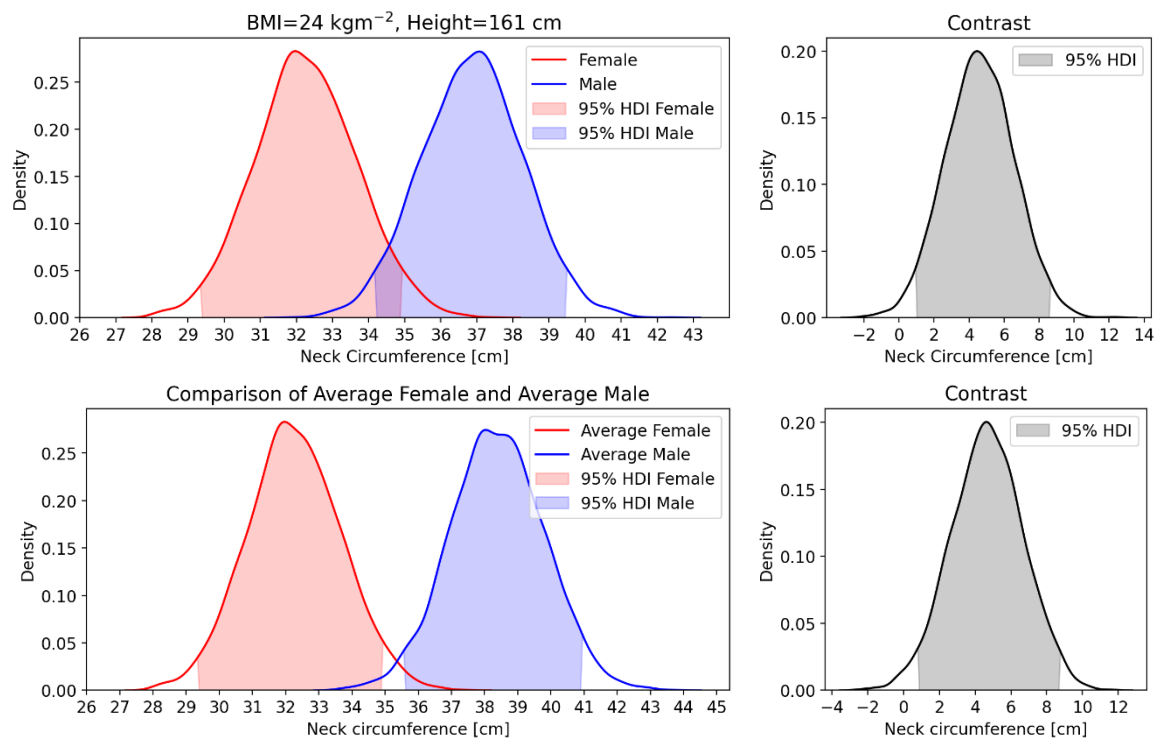 BMI=24 kgm⁻², Height=161 cm
Density
0.25
0.20
0.15
0.10
0.05
0.00
26 27 28 29 30 31 32 33 34 35 36 37 38 39 40 41 42 43
Neck Circumference [cm]
Female
Male
95% HDI Female
95% HDI Male
Contrast
Density
0.20
0.15
0.10
0.05
0.00
−2 0 2 4 6 8 10 12 14
Neck Circumference [cm]
95% HDI
Comparison of Average Female and Average Male
Density
0.25
0.20
0.15
0.10
0.05
0.00
26 27 28 29 30 31 32 33 34 35 36 37 38 39 40 41 42 43 44 45
Neck circumference [cm]
Average Female
Average Male
95% HDI Female
95% HDI Male
Contrast
Density
0.20
0.15
0.10
0.05
0.00
−4 −2 0 2 4 6 8 10 12
Neck circumference [cm]
95% HDI